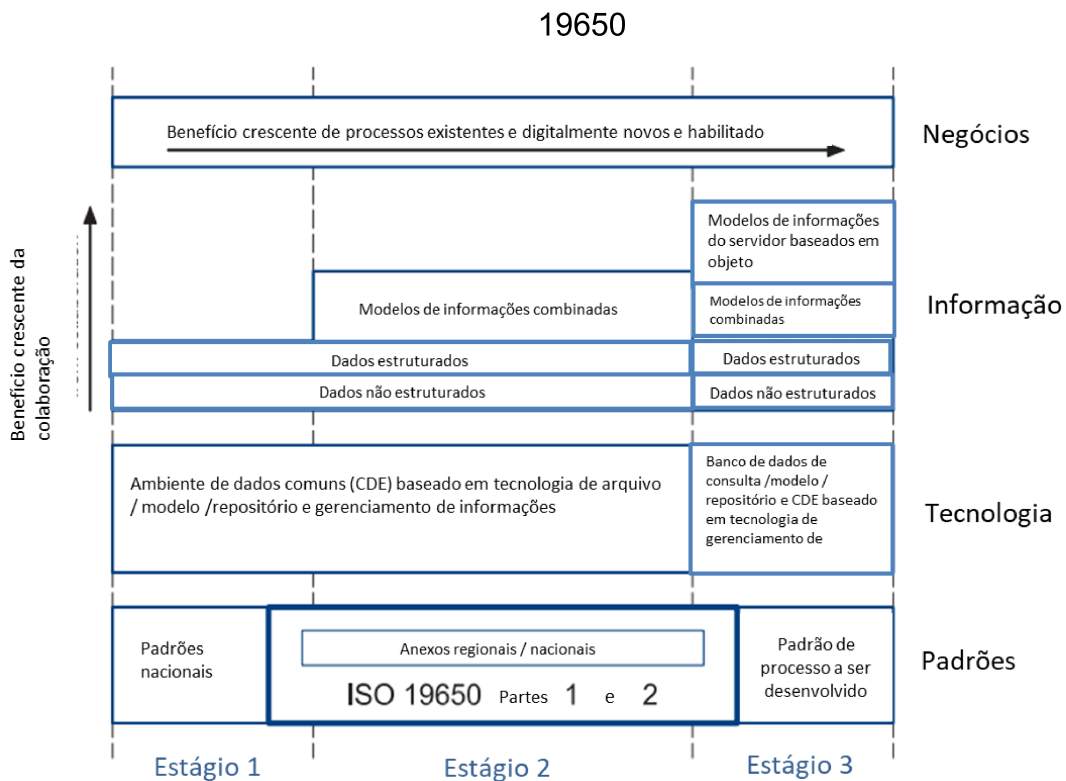 19650
Benefício crescente de processos existentes e digitalmente novos e habilitado
Negócios
Benefício crescente da
colaboração
Modelos de informações
do servidor baseados em
objeto
Modelos de informações combinadas
Modelos de informações
combinadas
Informação
Dados estruturados
Dados estruturados
Dados não estruturados
Dados não estruturados
Ambiente de dados comuns (CDE) baseado em tecnologia de arquivo
/ modelo /repositório e gerenciamento de informações
Banco de dados de
consulta /modelo /
repositório e CDE baseado
em tecnologia de
gerenciamento de
Tecnologia
Padrões
nacionais
Anexos regionais / nacionais
ISO 19650 Partes 1 e 2
Padrão de
processo a ser
desenvolvido
Padrões
Estágio 1
Estágio 2
Estágio 3